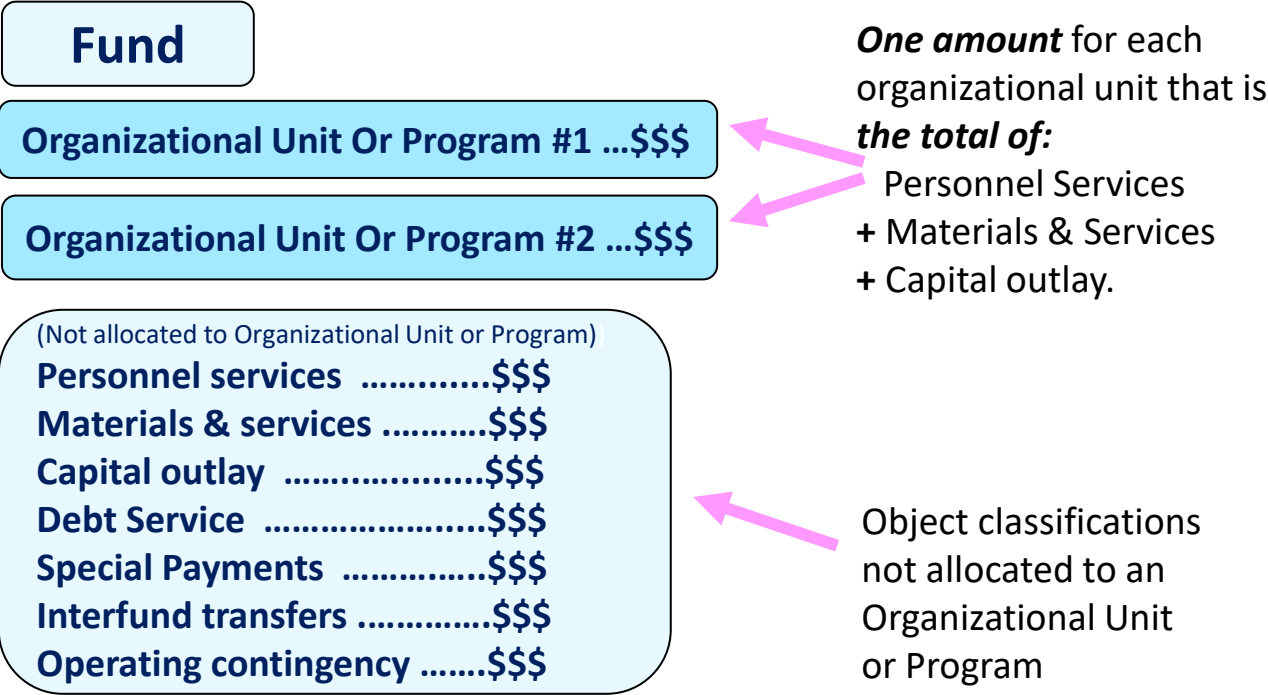 Fund
Organizational Unit Or Program #1 …$$$
Organizational Unit Or Program #2 …$$$
One amount for each
organizational unit that is
the total of:
Personnel Services
+ Materials & Services
+ Capital outlay.
(Not allocated to Organizational Unit or Program)
Personnel services …….......$$$
Materials & services ...……..$$$
Capital outlay ……...…........$$$
Debt Service ………………......$$$
Special Payments ……….…..$$$
Interfund transfers ...……….$$$
Operating contingency …....$$$
Object classifications
not allocated to an
Organizational Unit
or Program